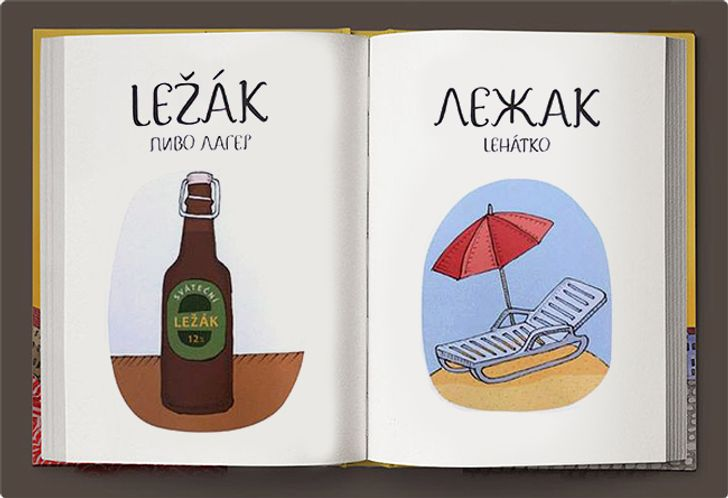 LEŽÁK
ПИВО ЛАГЕР
SVÁTEČNÍ
LEŽÁK
12%
ЛЕЖАК
LEHÁTKO